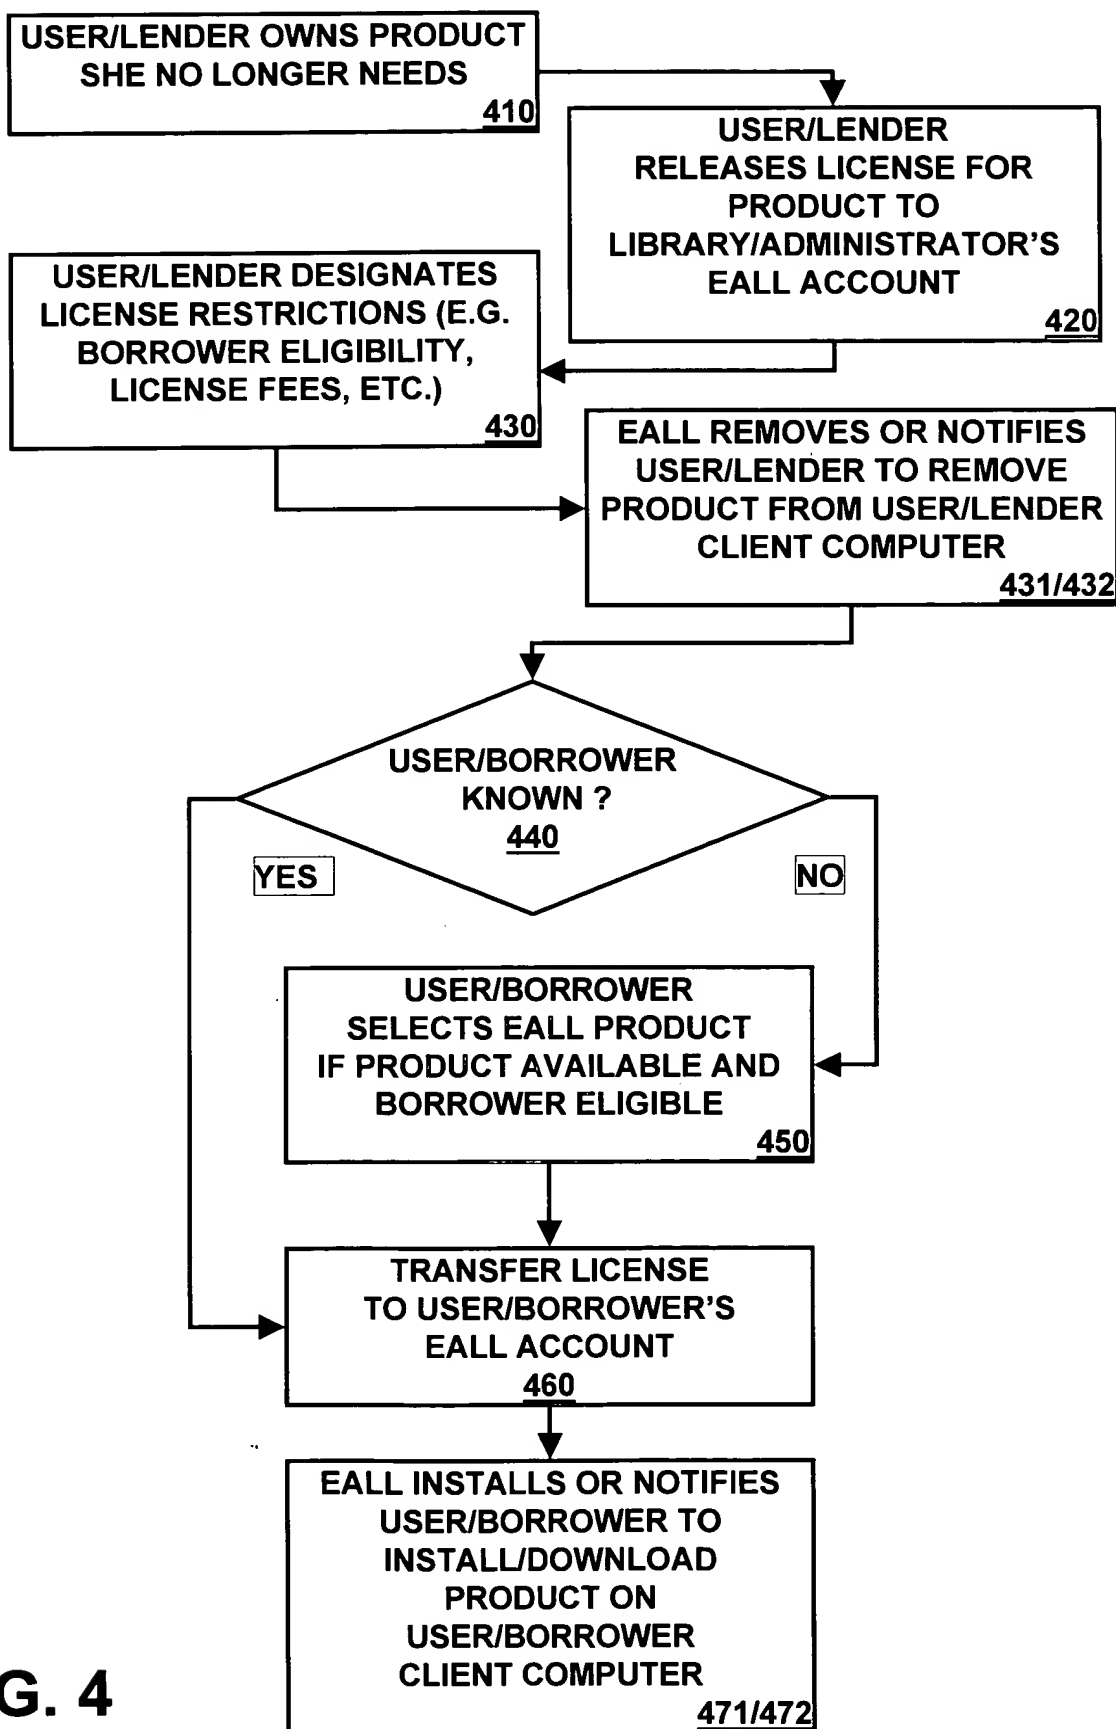 USER/LENDER OWNS PRODUCT
SHE NO LONGER NEEDS
410
USER/LENDER
RELEASES LICENSE FOR
PRODUCT TO
LIBRARY/ADMINISTRATOR'S
EALL ACCOUNT
420
USER/LENDER DESIGNATES
LICENSE RESTRICTIONS (E.G.
BORROWER ELIGIBILITY,
LICENSE FEES, ETC.)
430
EALL REMOVES OR NOTIFIES
USER/LENDER TO REMOVE
PRODUCT FROM USER/LENDER
CLIENT COMPUTER
431/432
USER/BORROWER
KNOWN ?
440
YES
NO
USER/BORROWER
SELECTS EALL PRODUCT
IF PRODUCT AVAILABLE AND
BORROWER ELIGIBLE
450
TRANSFER LICENSE
TO USER/BORROWER'S
EALL ACCOUNT
460
EALL INSTALLS OR NOTIFIES
USER/BORROWER TO
INSTALL/DOWNLOAD
PRODUCT ON
USER/BORROWER
CLIENT COMPUTER
471/472
G. 4